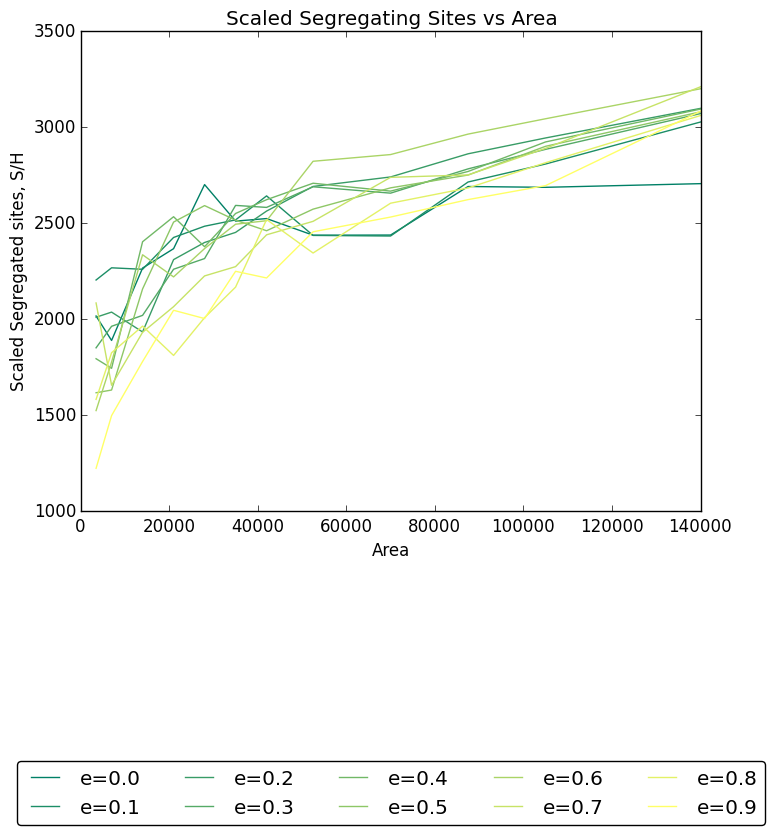 Scaled Segregating Sites vs Area
3500
3000
2500
2000
1500
1000
Scaled Segregated sites, S/H
0 20000 40000 60000 80000 100000 120000 140000
Area
e=0.0 e=0.2 e=0.4 e=0.6 e=0.8
e=0.1 e=0.3 e=0.5 e=0.7 e=0.9